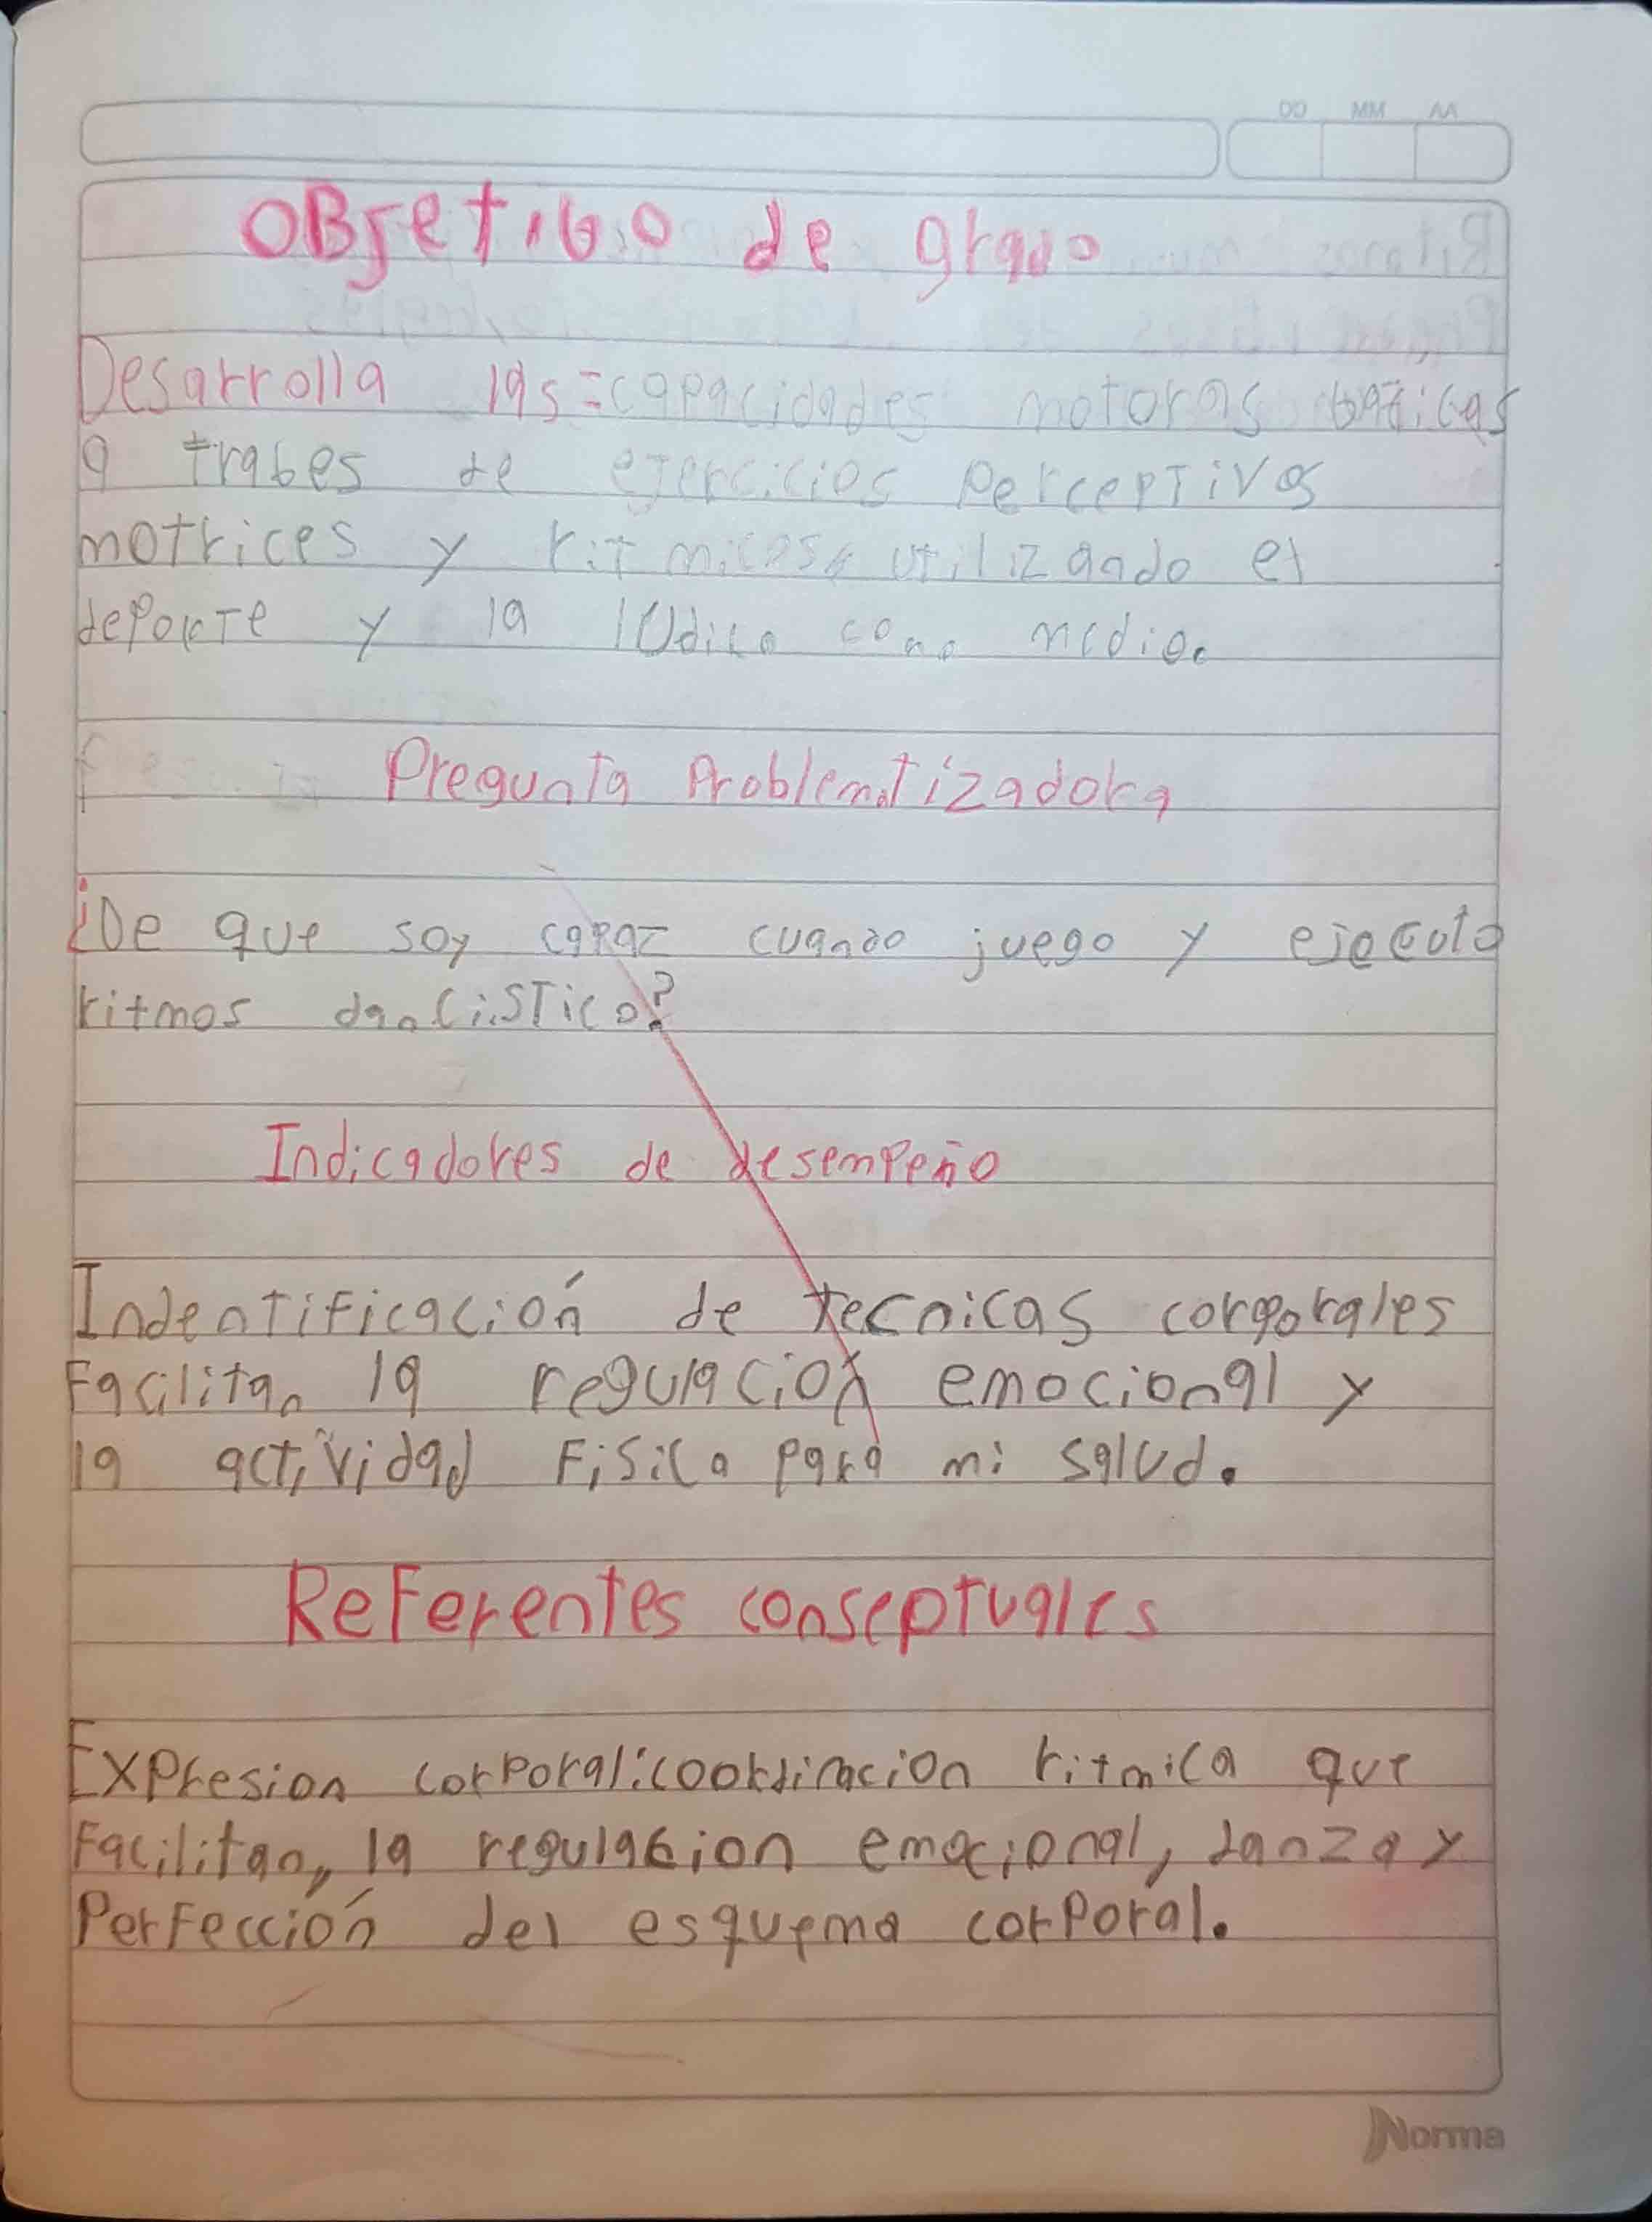 DD MM AA
OBJetibo de grado
Desarrolla las = capacidades motoras baticas
a trabes de ejercicios PercepTivos
motrices y ritmicos utilizando el
dePorTe y la lÚdica como medio.
Pregunta Problematizadora
¿De que soy capaz cuando juego y ejecuto
ritmos dancisTico?
Indicadores de desempeño
IndentiFicación de tecnicas corporales
Facilitan la regulación emocional y
la actividad Fisica para mi salud.
ReFerentes conseptuales
EXPresion corPoral:coordinacion ritmica que
Facilitan, la regulacion emocional, danza y
PerFección del esquema corPoral.
Norma